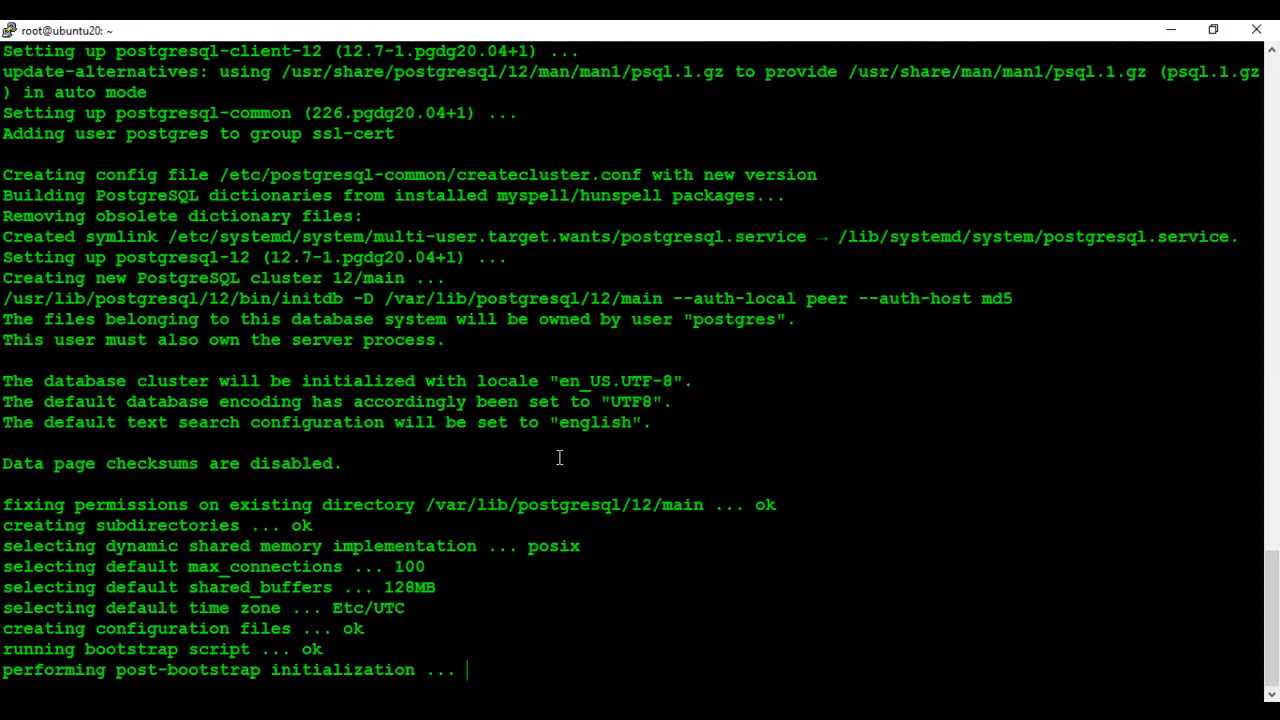 root@ubuntu20: ~
Setting up postgresql-client-12 (12.7-1.pgdg20.04+1) ...
update-alternatives: using /usr/share/postgresql/12/man/man1/psql.1.gz to provide /usr/share/man/man1/psql.1.gz (psql.1.gz
) in auto mode
Setting up postgresql-common (226.pgdg20.04+1) ...
Adding user postgres to group ssl-cert
Creating config file /etc/postgresql-common/createcluster.conf with new version
Building PostgreSQL dictionaries from installed myspell/hunspell packages...
Removing obsolete dictionary files:
Created symlink /etc/systemd/system/multi-user.target.wants/postgresql.service → /lib/systemd/system/postgresql.service.
Setting up postgresql-12 (12.7-1.pgdg20.04+1) ...
Creating new PostgreSQL cluster 12/main ...
/usr/lib/postgresql/12/bin/initdb -D /var/lib/postgresql/12/main --auth-local peer --auth-host md5
The files belonging to this database system will be owned by user "postgres".
This user must also own the server process.
The database cluster will be initialized with locale "en_US.UTF-8".
The default database encoding has accordingly been set to "UTF8".
The default text search configuration will be set to "english".
Data page checksums are disabled.
fixing permissions on existing directory /var/lib/postgresql/12/main ... ok
creating subdirectories ... ok
selecting dynamic shared memory implementation ... posix
selecting default max_connections ... 100
selecting default shared_buffers ... 128MB
selecting default time zone ... Etc/UTC
creating configuration files ... ok
running bootstrap script ... ok
performing post-bootstrap initialization ...